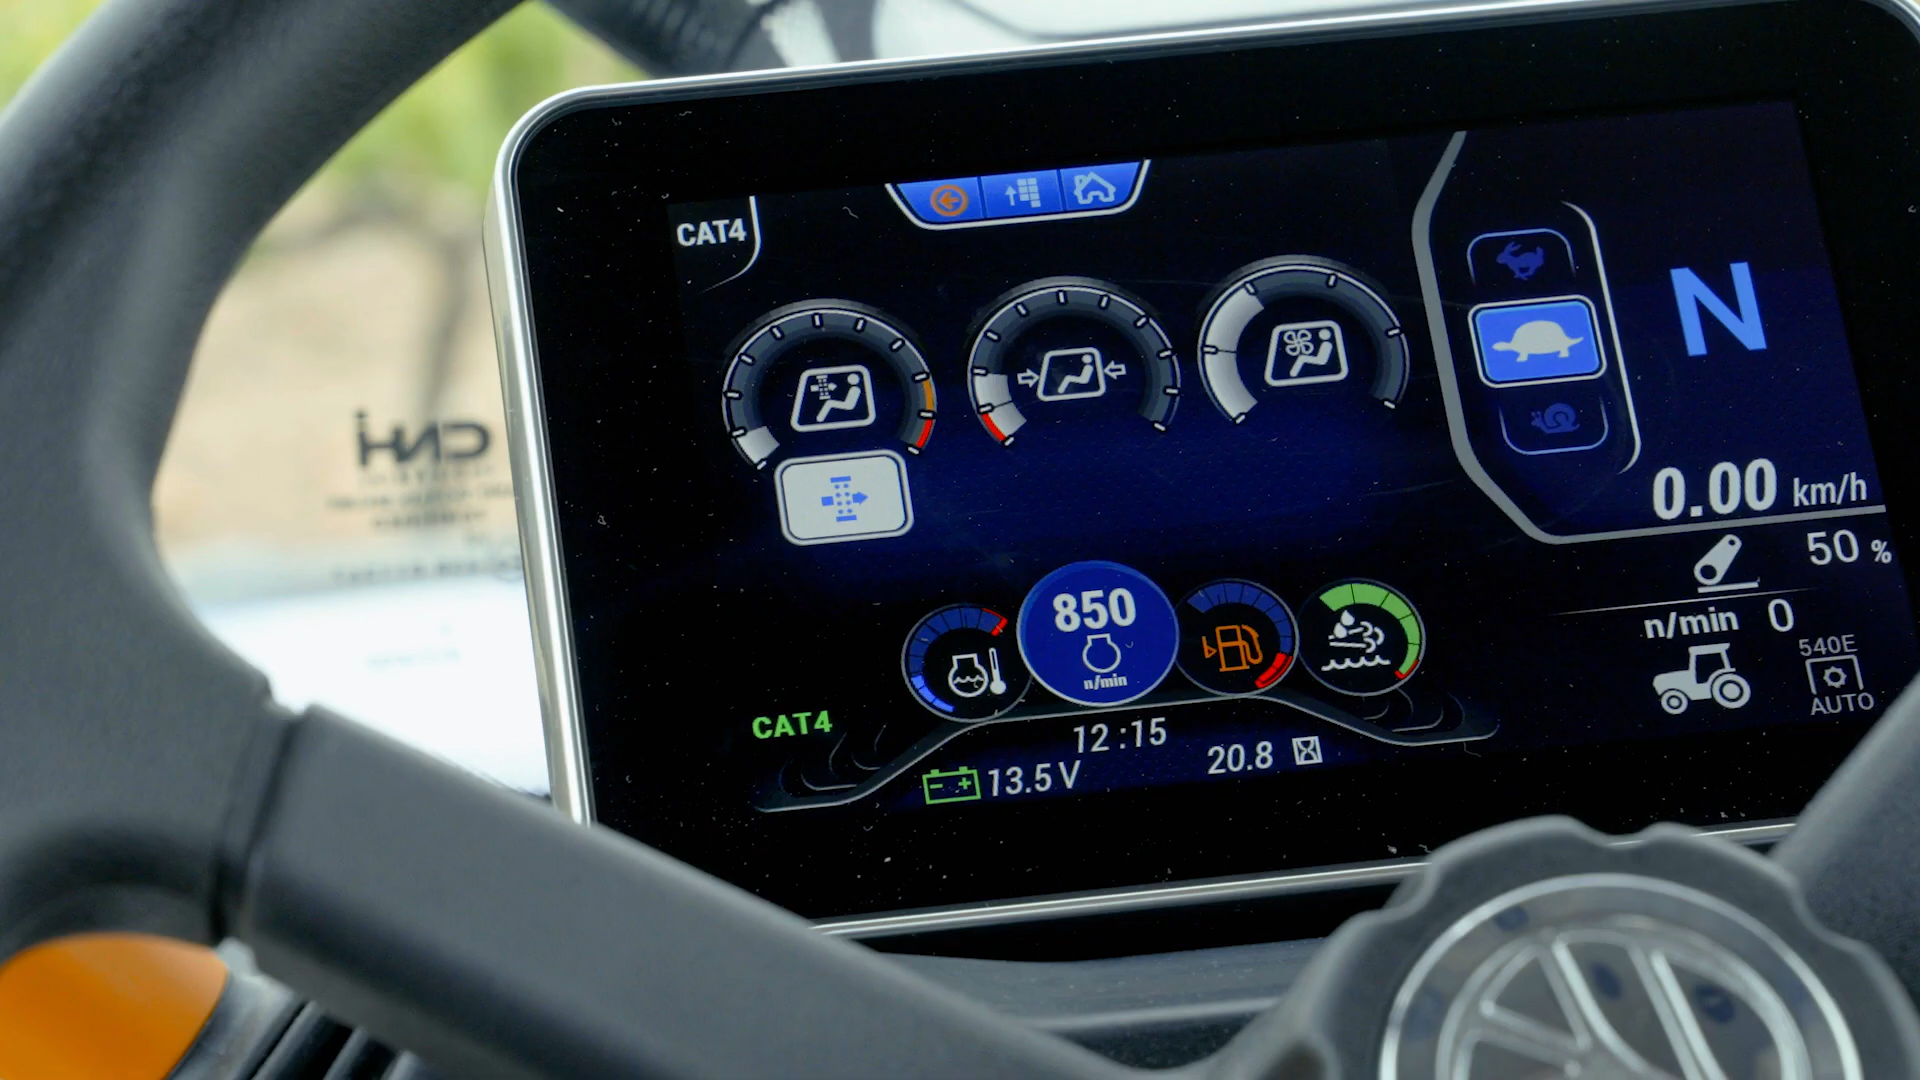 CAT4
N
0.00 km/h
50 %
n/min 0
540E
AUTO
850
n/min
CAT4
12:15
13.5 V
20.8